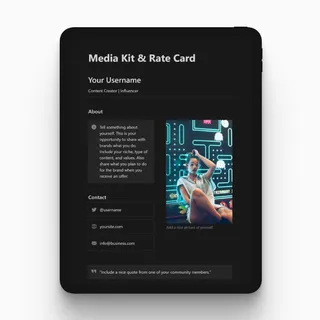 Media Kit & Rate Card
Your Username
Content Creator | Influencer
About
Yell something about
yourself. This is your
opportunity to share with
brands what you do.
Include your niche, type of
content, and values. Also
share what you plan to do
for the brand when you
receive an offer.
Add a nice picture of yourself.
Contact
@username
yoursite.com
info@business.com
"Include a nice quote from one of your community members."